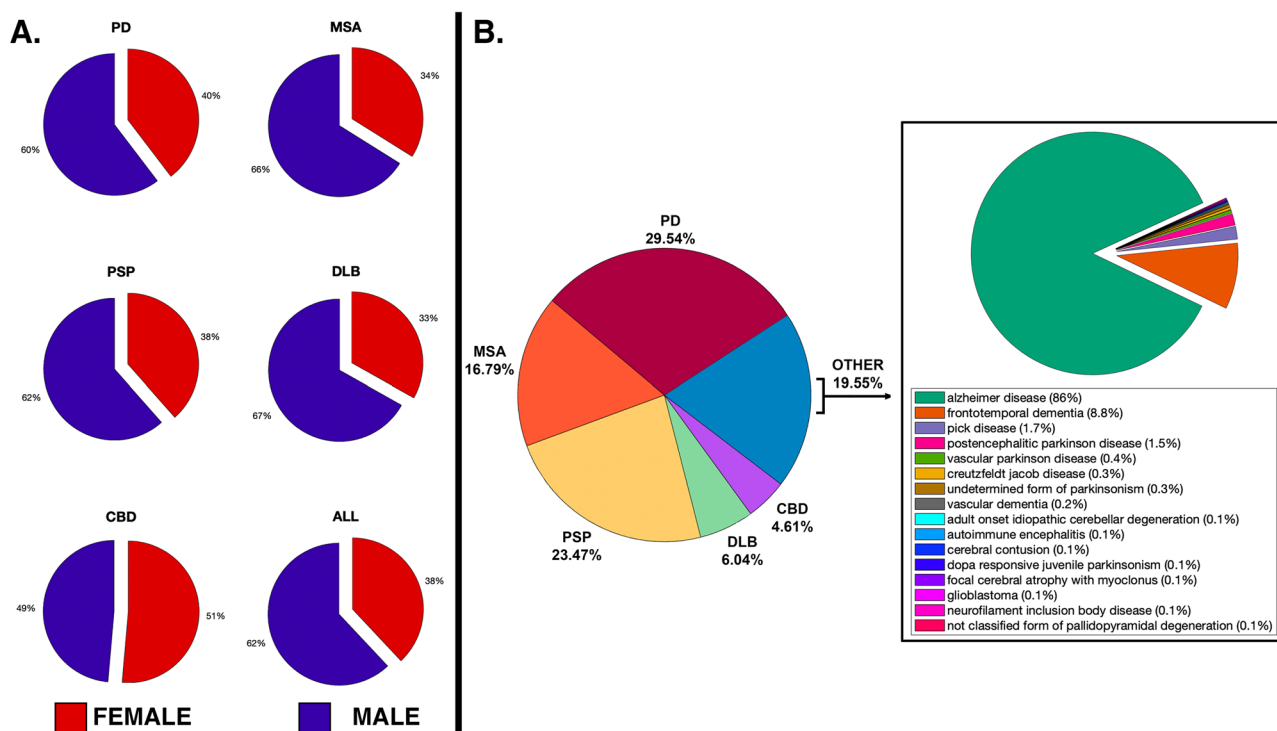 A.
PD
40%
60%
MSA
34%
66%
PSP
38%
62%
DLB
33%
67%
CBD
49%
51%
ALL
38%
62%
FEMALE
MALE
B.
PD
29.54%
MSA
16.79%
OTHER
19.55%
PSP
23.47%
DLB
6.04%
CBD
4.61%
alzheimer disease (86%)
frontotemporal dementia (8.8%)
pick disease (1.7%)
postencephalitic parkinson disease (1.5%)
vascular parkinson disease (0.4%)
creutzfeldt jacob disease (0.3%)
undetermined form of parkinsonism (0.3%)
vascular dementia (0.2%)
adult onset idiopathic cerebellar degeneration (0.1%)
autoimmune encephalitis (0.1%)
cerebral contusion (0.1%)
dopa responsive juvenile parkinsonism (0.1%)
focal cerebral atrophy with myoclonus (0.1%)
glioblastoma (0.1%)
neurofilament inclusion body disease (0.1%)
not classified form of pallidopyramidal degeneration (0.1%)